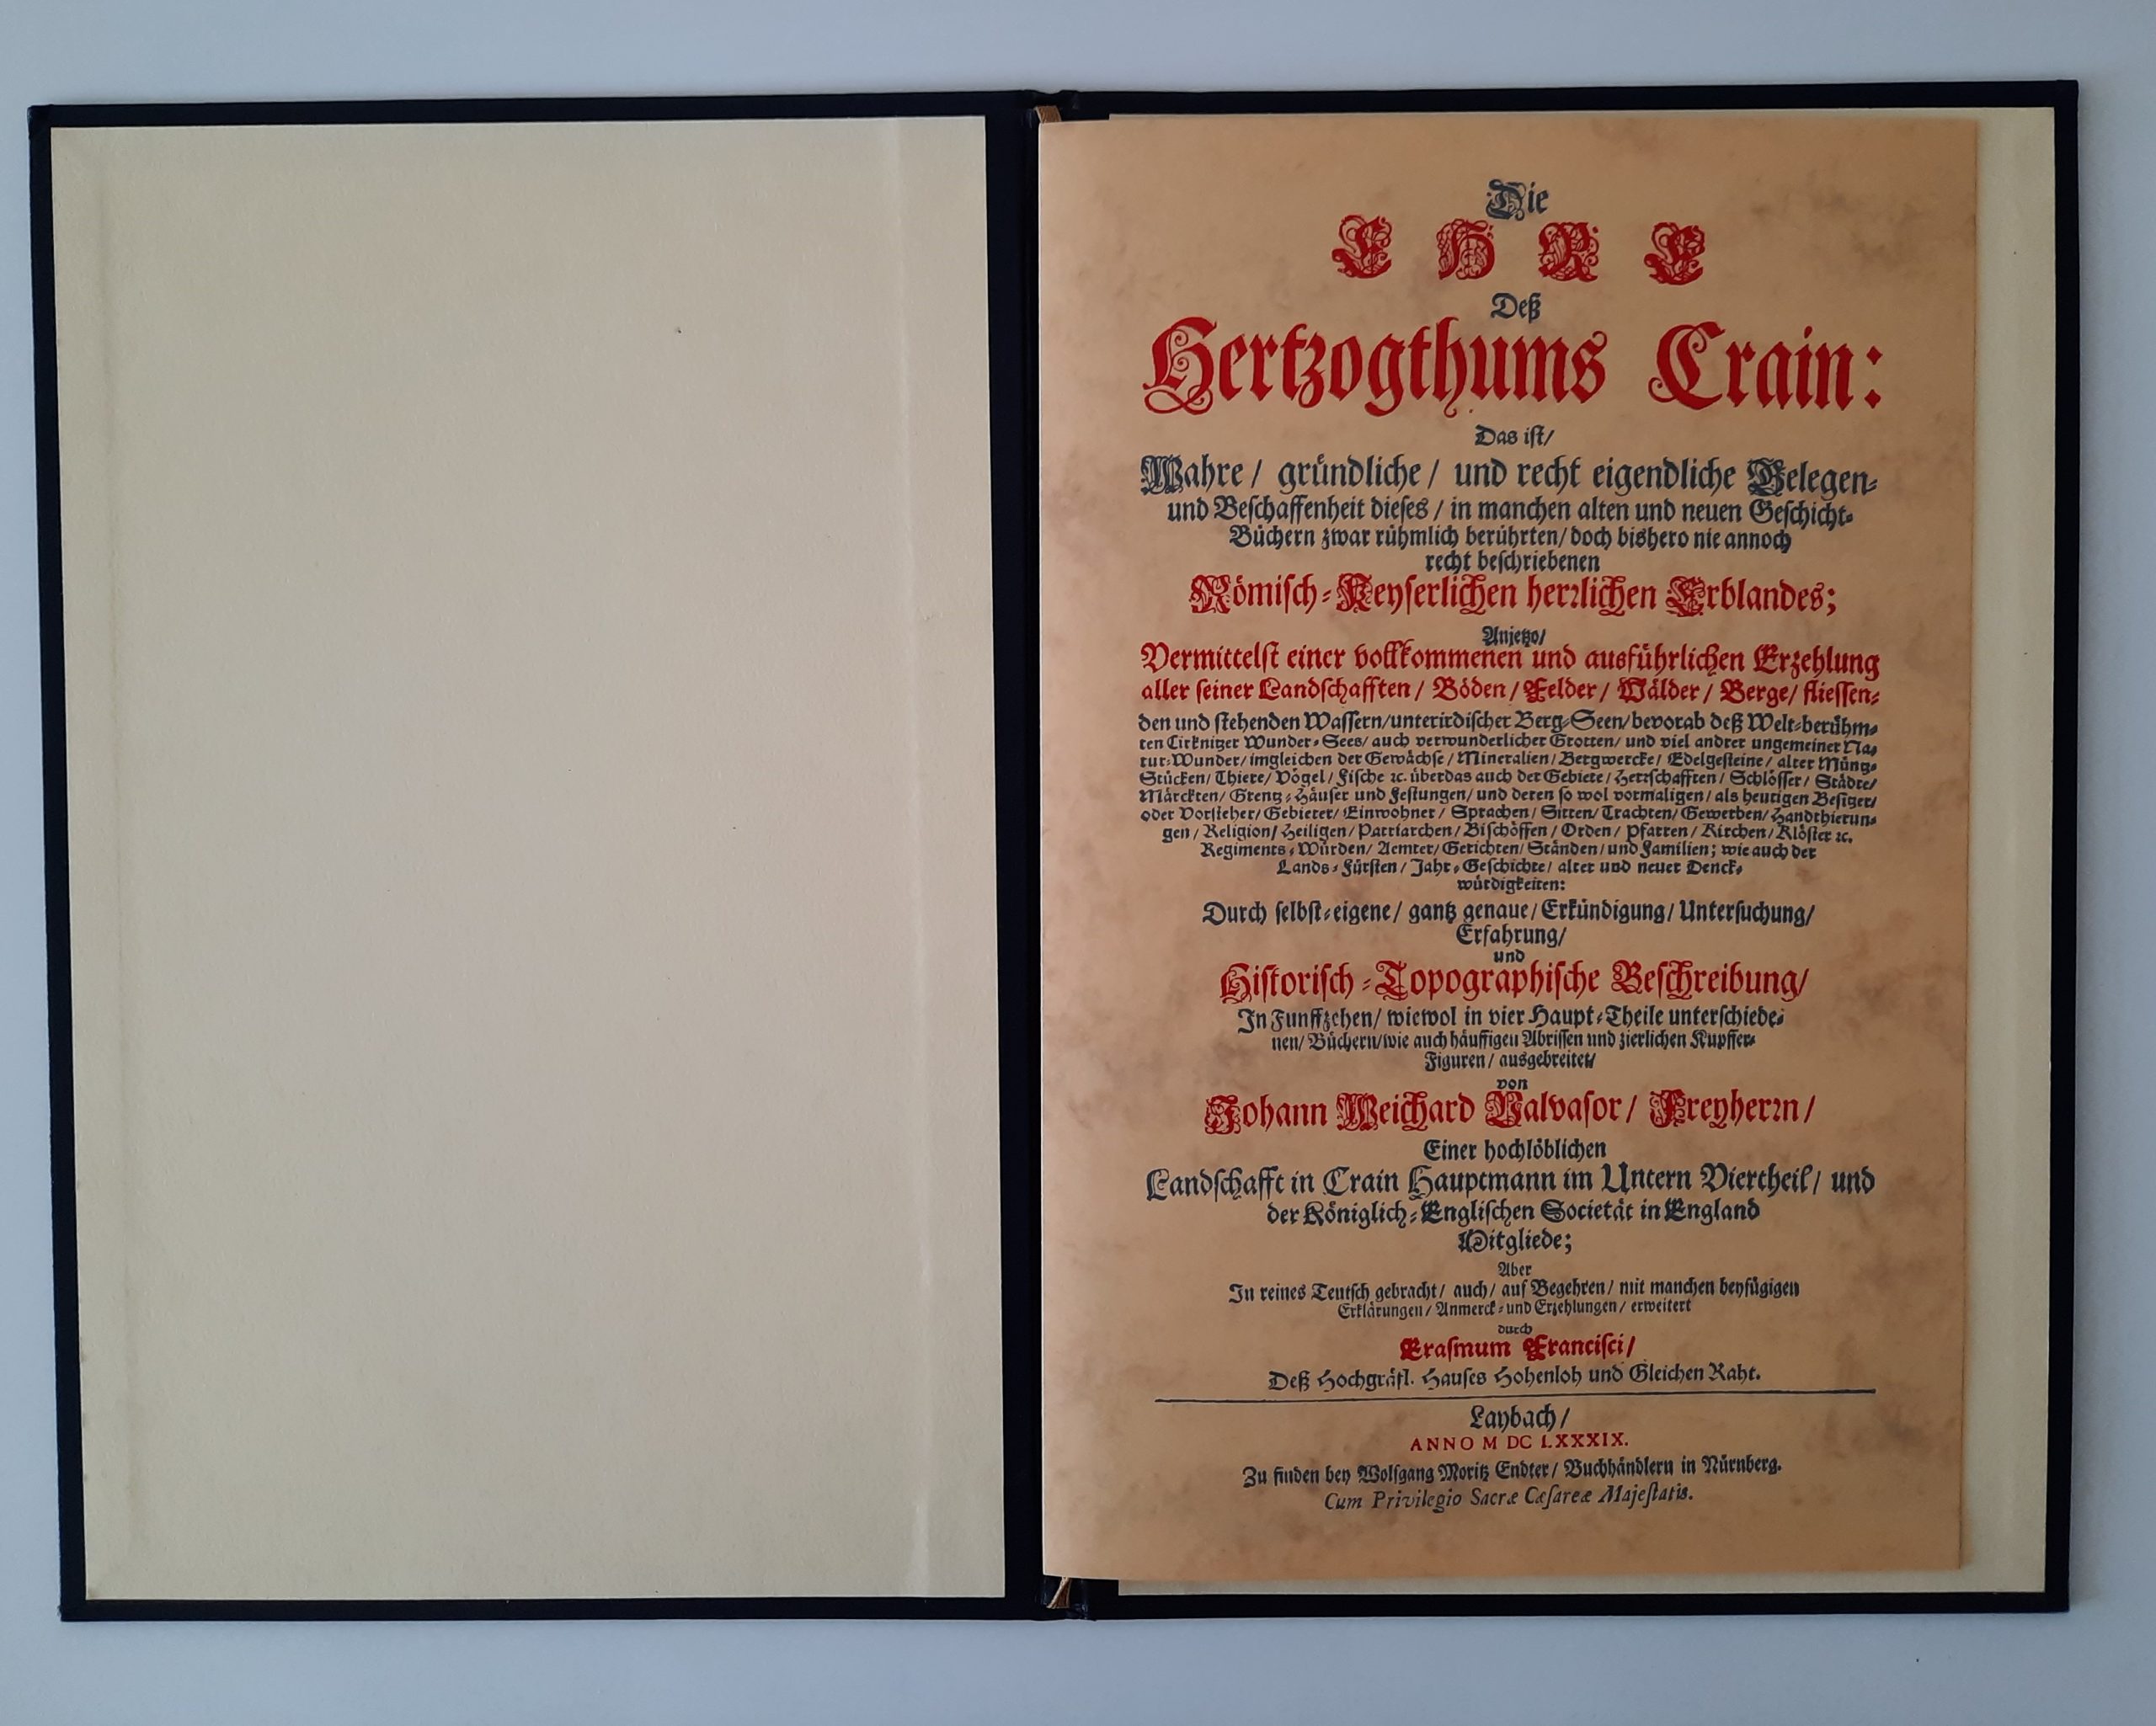 Die
EHRE
Deß
Hertzogthums Crain:
Das ist/
Wahre / gründliche / und recht eigendliche Belegen-
und Beschaffenheit dieses / in manchen alten und neuen Geschicht-
Büchern zwar rühmlich berührten/ doch bishero nie annoch
recht beschriebenen
Römisch-Keyserlichen herrlichen Erblandes;
Anjetzo/
Vermittelst einer vollkommenen und ausführlichen Erzehlung
aller seiner Landschafften / Böden / Felder / Wälder / Berge/ fliessen-
den und stehenden Wassern/unterirdischer Berg-Seen/ bevorab deß Welt-berühm-
ten Cirknitzer Wunder-Sees/ auch verwunderlicher Grotten/ und viel andrer ungemeiner Na-
tur-Wunder/ imgleichen der Gewächse / Mineralien/ Bergwercke/ Edelgesteine / alter Müntz-
Stücken/ Thiere/ Vögel / Fische ꝛc. überdas auch der Gebiete/ Herrschafften/ Schlösser/ Städte/
Märckten/ Grentz-Häuser und Festungen/ und deren so wol vormaligen/ als heutigen Besitzer/
oder Vorsteher/ Gebieter/ Einwohner / Sprachen/ Sitten/ Trachten/ Gewerben/ Handthierun-
gen / Religion/ Heiligen/ Patriarchen/ Bischöffen / Orden / Pfarren / Kirchen/ Klöster ꝛc.
Regiments-Würden/ Aemter/ Gerichten/ Ständen/ und Familien; wie auch der
Lands-Fürsten / Jahr-Geschichte/ alter und neuer Denck-
würdigkeiten:
Durch selbst-eigene/ gantz genaue/ Erkündigung/ Untersuchung/
Erfahrung/
und
Historisch-Topographische Beschreibung/
In Funffzehen/ wiewol in vier Haupt-Theile unterschiede-
nen/ Büchern/wie auch häuffigen Abrissen und zierlichen Kupffer-
Figuren/ ausgebreitet/
von
Johann Weichard Valvasor/ Freyherrn/
Einer hochlöblichen
Landschafft in Crain Hauptmann im Untern Viertheil/ und
der Königlich-Englischen Societät in England
Mitgliede;
Aber
In reines Teutsch gebracht/ auch/ auf Begehren/ mit manchen beyfügigen
Erklärungen/ Anmerck-und Erzehlungen/ erweitert
durch
Erasmum Francisci/
Deß Hochgräfl. Hauses Hohenloh und Gleichen Raht.
Laybach/
ANNO M DC LXXXIX.
Zu finden bey Wolfgang Moritz Endter/ Buchhändlern in Nürnberg.
Cum Privilegio Sacræ Cæsareæ Majestatis.